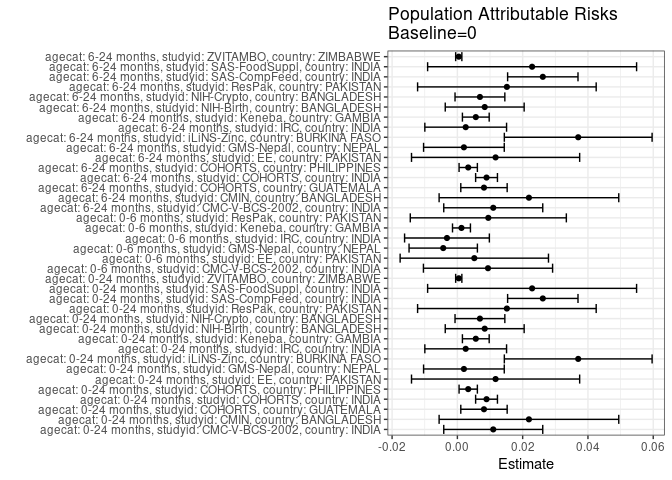 Population Attributable Risks
Baseline=0
agecat: 6-24 months, studyid: ZVITAMBO, country: ZIMBABWE
agecat: 6-24 months, studyid: SAS-FoodSuppl, country: INDIA
agecat: 6-24 months, studyid: SAS-CompFeed, country: INDIA
agecat: 6-24 months, studyid: ResPak, country: PAKISTAN
agecat: 6-24 months, studyid: NIH-Crypto, country: BANGLADESH
agecat: 6-24 months, studyid: NIH-Birth, country: BANGLADESH
agecat: 6-24 months, studyid: Keneba, country: GAMBIA
agecat: 6-24 months, studyid: IRC, country: INDIA
agecat: 6-24 months, studyid: iLiNS-Zinc, country: BURKINA FASO
agecat: 6-24 months, studyid: GMS-Nepal, country: NEPAL
agecat: 6-24 months, studyid: EE, country: PAKISTAN
agecat: 6-24 months, studyid: COHORTS, country: PHILIPPINES
agecat: 6-24 months, studyid: COHORTS, country: INDIA
agecat: 6-24 months, studyid: COHORTS, country: GUATEMALA
agecat: 6-24 months, studyid: CMIN, country: BANGLADESH
agecat: 6-24 months, studyid: CMC-V-BCS-2002, country: INDIA
agecat: 0-6 months, studyid: ResPak, country: PAKISTAN
agecat: 0-6 months, studyid: Keneba, country: GAMBIA
agecat: 0-6 months, studyid: IRC, country: INDIA
agecat: 0-6 months, studyid: GMS-Nepal, country: NEPAL
agecat: 0-6 months, studyid: EE, country: PAKISTAN
agecat: 0-6 months, studyid: CMC-V-BCS-2002, country: INDIA
agecat: 0-24 months, studyid: ZVITAMBO, country: ZIMBABWE
agecat: 0-24 months, studyid: SAS-FoodSuppl, country: INDIA
agecat: 0-24 months, studyid: SAS-CompFeed, country: INDIA
agecat: 0-24 months, studyid: ResPak, country: PAKISTAN
agecat: 0-24 months, studyid: NIH-Crypto, country: BANGLADESH
agecat: 0-24 months, studyid: NIH-Birth, country: BANGLADESH
agecat: 0-24 months, studyid: Keneba, country: GAMBIA
agecat: 0-24 months, studyid: IRC, country: INDIA
agecat: 0-24 months, studyid: iLiNS-Zinc, country: BURKINA FASO
agecat: 0-24 months, studyid: GMS-Nepal, country: NEPAL
agecat: 0-24 months, studyid: EE, country: PAKISTAN
agecat: 0-24 months, studyid: COHORTS, country: PHILIPPINES
agecat: 0-24 months, studyid: COHORTS, country: INDIA
agecat: 0-24 months, studyid: COHORTS, country: GUATEMALA
agecat: 0-24 months, studyid: CMIN, country: BANGLADESH
agecat: 0-24 months, studyid: CMC-V-BCS-2002, country: INDIA
-0.02 0.00 0.02 0.04 0.06
Estimate